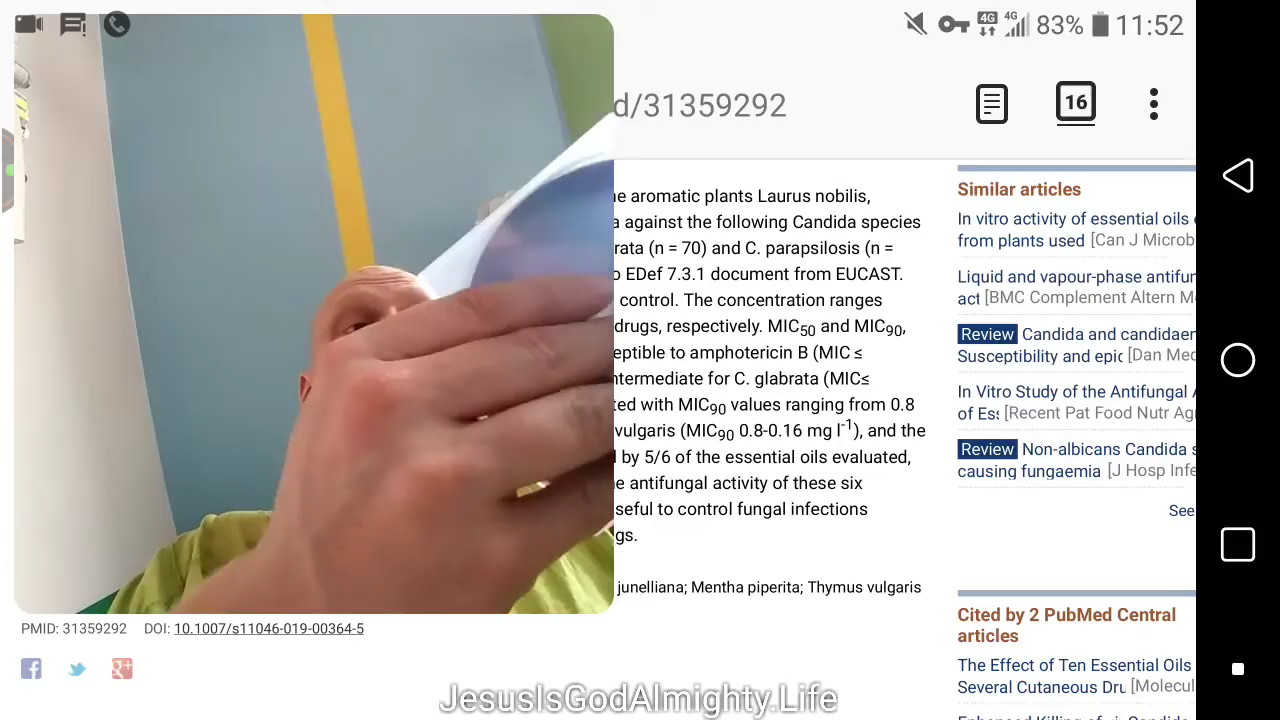 83% 11:52
d/31359292
16
e aromatic plants Laurus nobilis,
a against the following Candida species
rata (n = 70) and C. parapsilosis (n =
o EDef 7.3.1 document from EUCAST.
control. The concentration ranges
drugs, respectively. MIC50 and MIC90,
eptible to amphotericin B (MIC ≤
ntermediate for C. glabrata (MIC≤
ted with MIC90 values ranging from 0.8
vulgaris (MIC90 0.8-0.16 mg l-1), and the
by 5/6 of the essential oils evaluated,
e antifungal activity of these six
seful to control fungal infections
gs.
junelliana; Mentha piperita; Thymus vulgaris
PMID: 31359292 DOI: 10.1007/s11046-019-00364-5
Similar articles
In vitro activity of essential oils
from plants used [Can J Microb
Liquid and vapour-phase antifun
act [BMC Complement Altern M
Review Candida and candidaen
Susceptibility and epic [Dan Med
In Vitro Study of the Antifungal
of Es [Recent Pat Food Nutr Ag
Review Non-albicans Candida s
causing fungaemia [J Hosp Infe
See
Cited by 2 PubMed Central
articles
The Effect of Ten Essential Oils
Several Cutaneous Dru [Molecul
JesusIsGodAlmighty.Life